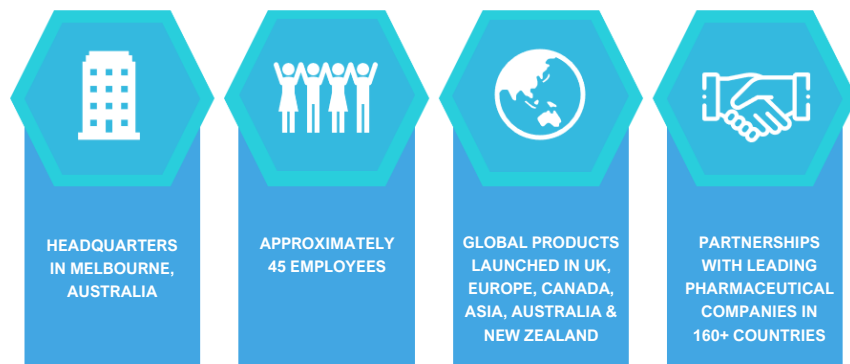 HEADQUARTERS
IN MELBOURNE,
AUSTRALIA
APPROXIMATELY
45 EMPLOYEES
GLOBAL PRODUCTS
LAUNCHED IN UK,
EUROPE, CANADA,
ASIA, AUSTRALIA &
NEW ZEALAND
PARTNERSHIPS
WITH LEADING
PHARMACEUTICAL
COMPANIES IN
160+ COUNTRIES